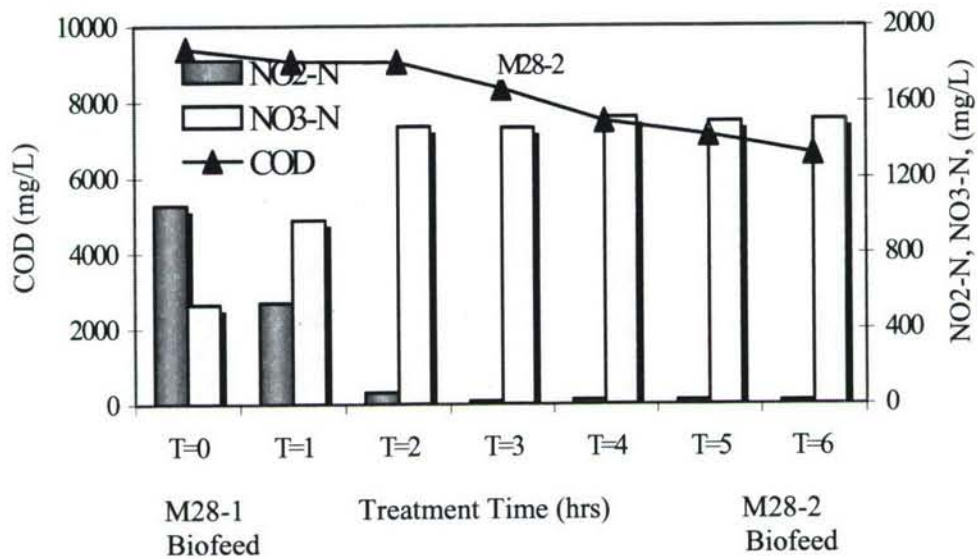 10000
8000
6000
4000
2000
0
COD (mg/L)
NO2-N
NO3-N
COD
M28-2
2000
1600
1200
800
400
0
NO2-N, NO3-N, (mg/L)
T=0 T=1 T=2 T=3 T=4 T=5 T=6
M28-1 Treatment Time (hrs) M28-2
Biofeed Biofeed